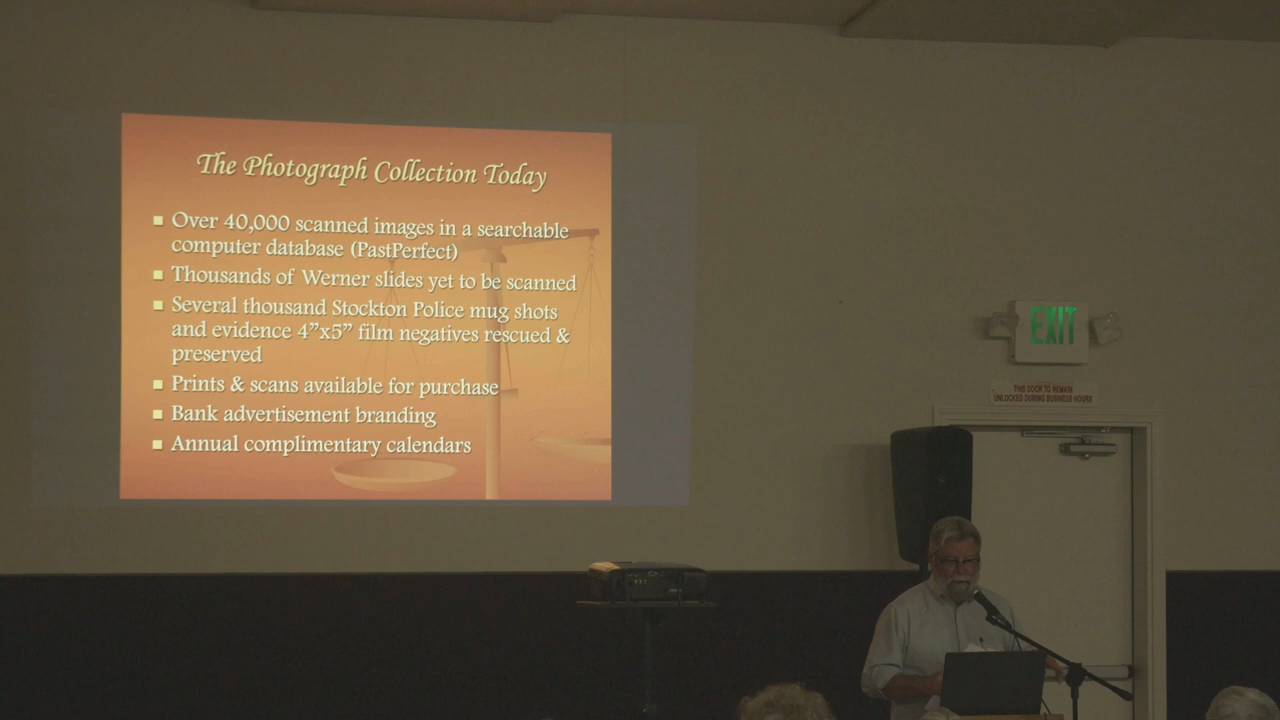 The Photograph Collection Today
Over 40,000 scanned images in a searchable
computer database (PastPerfect)
Thousands of Werner slides yet to be scanned
Several thousand Stockton Police mug shots
and evidence 4”x5” film negatives rescued &
preserved
Prints & scans available for purchase
Bank advertisement branding
Annual complimentary calendars
EXIT
THIS DOOR TO REMAIN
UNLOCKED DURING BUSINESS HOURS